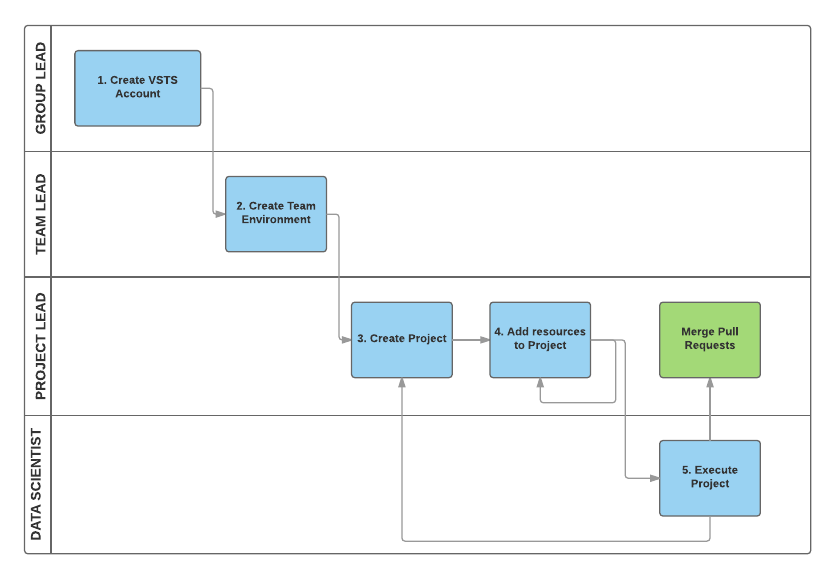 GROUP LEAD
1. Create VSTS
Account
TEAM LEAD
2. Create Team
Environment
PROJECT LEAD
3. Create Project
4. Add resources
to Project
Merge Pull
Requests
DATA SCIENTIST
5. Execute
Project